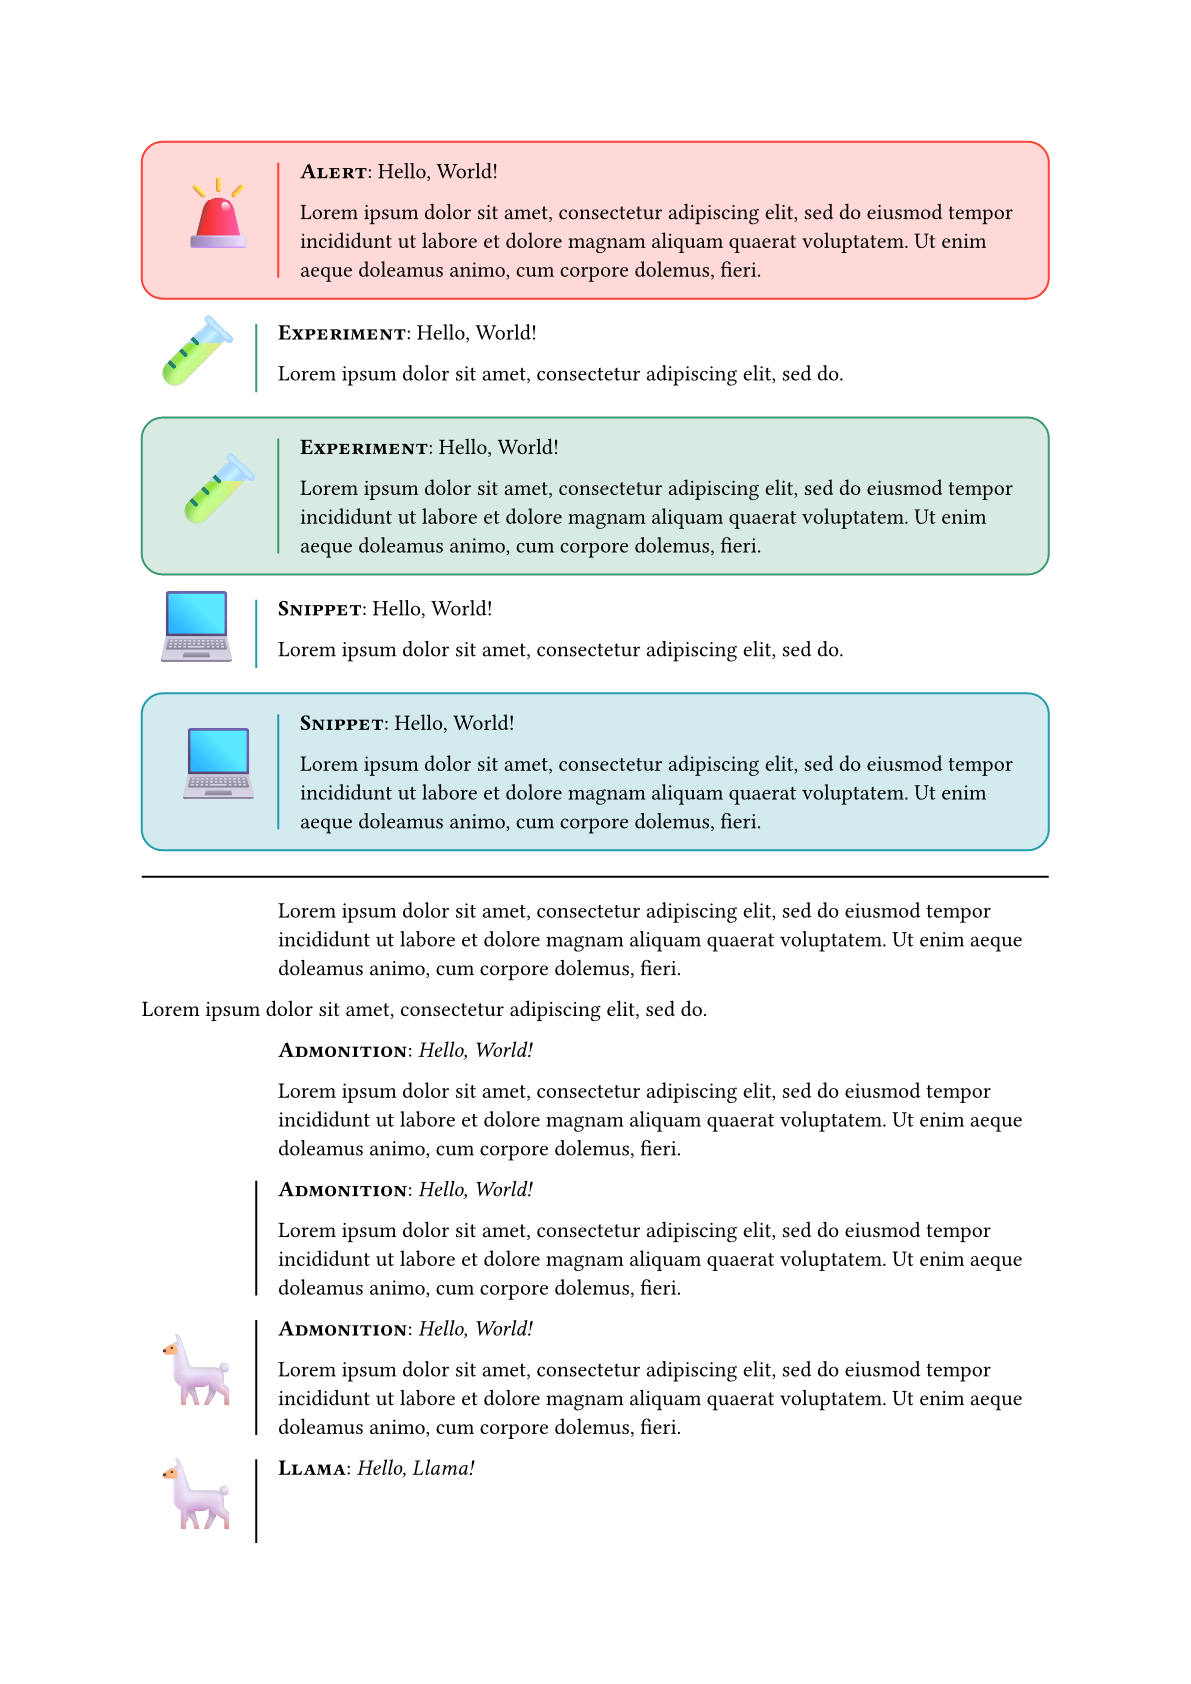 ALERT: Hello, World!
Lorem ipsum dolor sit amet, consectetur adipiscing elit, sed do eiusmod tempor
incididunt ut labore et dolore magnam aliquam quaerat voluptatem. Ut enim
aeque doleamus animo, cum corpore dolemus, fieri.
EXPERIMENT: Hello, World!
Lorem ipsum dolor sit amet, consectetur adipiscing elit, sed do.
EXPERIMENT: Hello, World!
Lorem ipsum dolor sit amet, consectetur adipiscing elit, sed do eiusmod tempor
incididunt ut labore et dolore magnam aliquam quaerat voluptatem. Ut enim
aeque doleamus animo, cum corpore dolemus, fieri.
SNIPPET: Hello, World!
Lorem ipsum dolor sit amet, consectetur adipiscing elit, sed do.
SNIPPET: Hello, World!
Lorem ipsum dolor sit amet, consectetur adipiscing elit, sed do eiusmod tempor
incididunt ut labore et dolore magnam aliquam quaerat voluptatem. Ut enim
aeque doleamus animo, cum corpore dolemus, fieri.
Lorem ipsum dolor sit amet, consectetur adipiscing elit, sed do eiusmod tempor
incididunt ut labore et dolore magnam aliquam quaerat voluptatem. Ut enim aeque
doleamus animo, cum corpore dolemus, fieri.
Lorem ipsum dolor sit amet, consectetur adipiscing elit, sed do.
ADMONITION: Hello, World!
Lorem ipsum dolor sit amet, consectetur adipiscing elit, sed do eiusmod tempor
incididunt ut labore et dolore magnam aliquam quaerat voluptatem. Ut enim aeque
doleamus animo, cum corpore dolemus, fieri.
ADMONITION: Hello, World!
Lorem ipsum dolor sit amet, consectetur adipiscing elit, sed do eiusmod tempor
incididunt ut labore et dolore magnam aliquam quaerat voluptatem. Ut enim aeque
doleamus animo, cum corpore dolemus, fieri.
ADMONITION: Hello, World!
Lorem ipsum dolor sit amet, consectetur adipiscing elit, sed do eiusmod tempor
incididunt ut labore et dolore magnam aliquam quaerat voluptatem. Ut enim aeque
doleamus animo, cum corpore dolemus, fieri.
LLAMA: Hello, Llama!